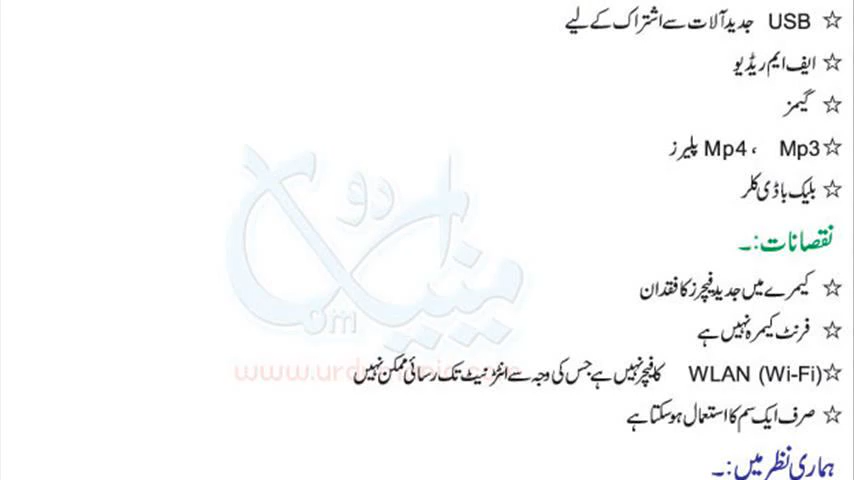 ☆ USB جدید آلات سے اشتراک کے لیے
☆ ایف ایم ریڈیو
☆ گیمز
☆ Mp3 ، Mp4 پلیرز
☆ بلیک باڈی کلر
نقصانات:۔
☆ کیمرے میں جدید فیچرز کا فقدان
☆ فرنٹ کیمرہ نہیں ہے
☆ WLAN (Wi-Fi) کا فیچر نہیں ہے جس کی وجہ سے انٹرنیٹ تک رسائی ممکن نہیں
☆ صرف ایک سم کا استعمال ہو سکتا ہے
ہماری نظر میں:۔